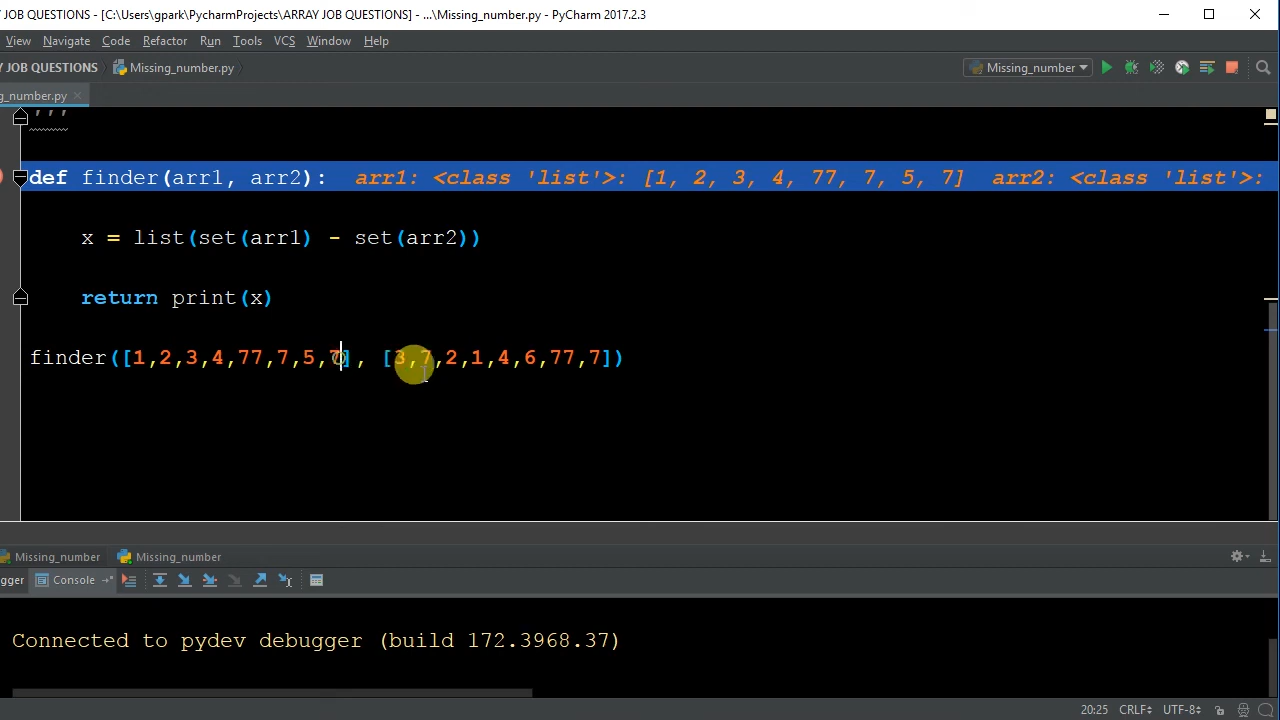 Y JOB QUESTIONS - [C:\Users\gpark\PycharmProjects\ARRAY JOB QUESTIONS] - ...\Missing_number.py - PyCharm 2017.2.3
View Navigate Code Refactor Run Tools VCS Window Help
Y JOB QUESTIONS Missing_number.py Missing_number
g_number.py
'''
def finder(arr1, arr2): arr1: <class 'list'>: [1, 2, 3, 4, 77, 7, 5, 7] arr2: <class 'list'>:
x = list(set(arr1) - set(arr2))
return print(x)
finder([1,2,3,4,77,7,5,7], [3,7,2,1,4,6,77,7])
Missing_number Missing_number
gger Console
Connected to pydev debugger (build 172.3968.37)
20:25 CRLF UTF-8